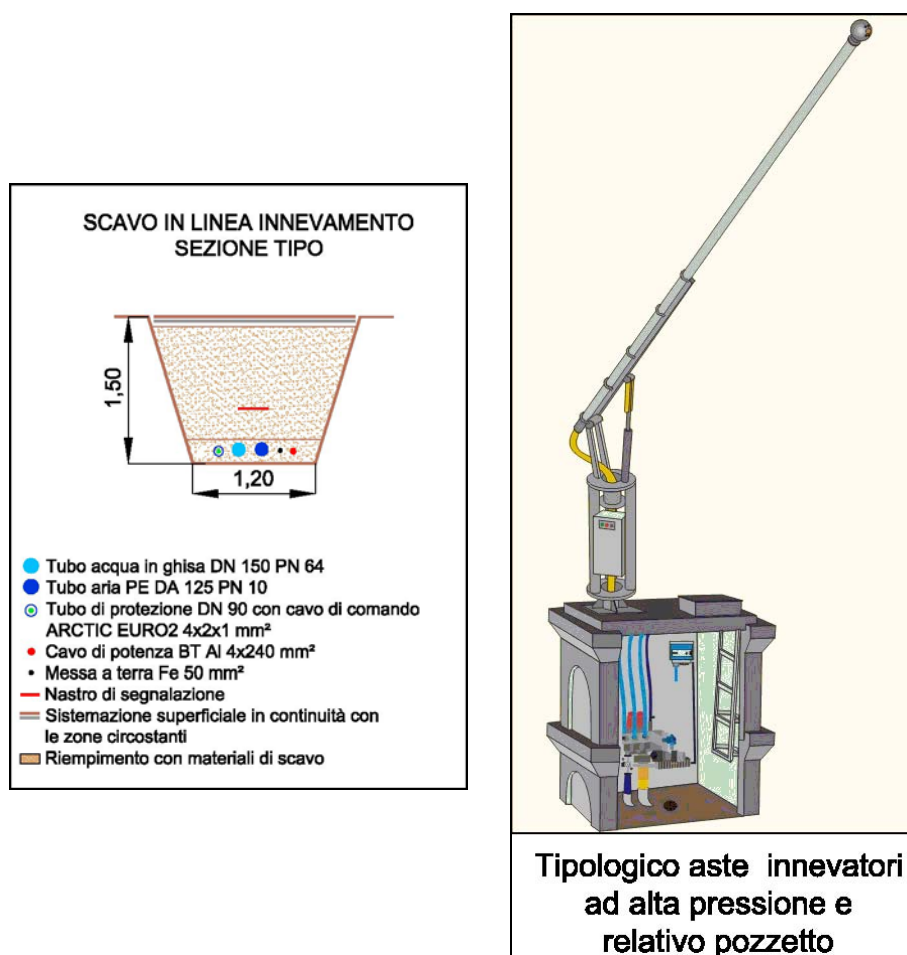 SCAVO IN LINEA INNEVAMENTO
SEZIONE TIPO
1,50
1,20
Tubo acqua in ghisa DN 150 PN 64
Tubo aria PE DA 125 PN 10
Tubo di protezione DN 90 con cavo di comando
ARCTIC EURO2 4x2x1 mm²
Cavo di potenza BT Al 4x240 mm²
Messa a terra Fe 50 mm²
Nastro di segnalazione
Sistemazione superficiale in continuità con
le zone circostanti
Riempimento con materiali di scavo
Tipologico aste innevatori
ad alta pressione e
relativo pozzetto